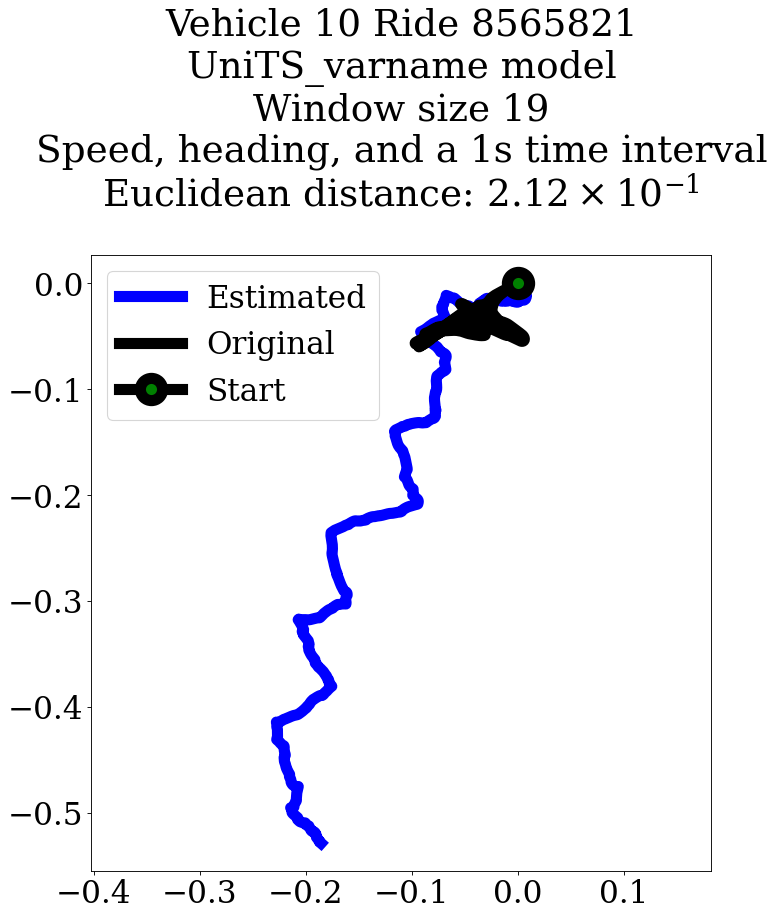 Vehicle 10 Ride 8565821
UniTS_varname model
Window size 19
Speed, heading, and a 1s time interval
Euclidean distance: 2.12 × 10⁻¹
Estimated
Original
Start
0.0
−0.1
−0.2
−0.3
−0.4
−0.5
−0.4 −0.3 −0.2 −0.1 0.0 0.1